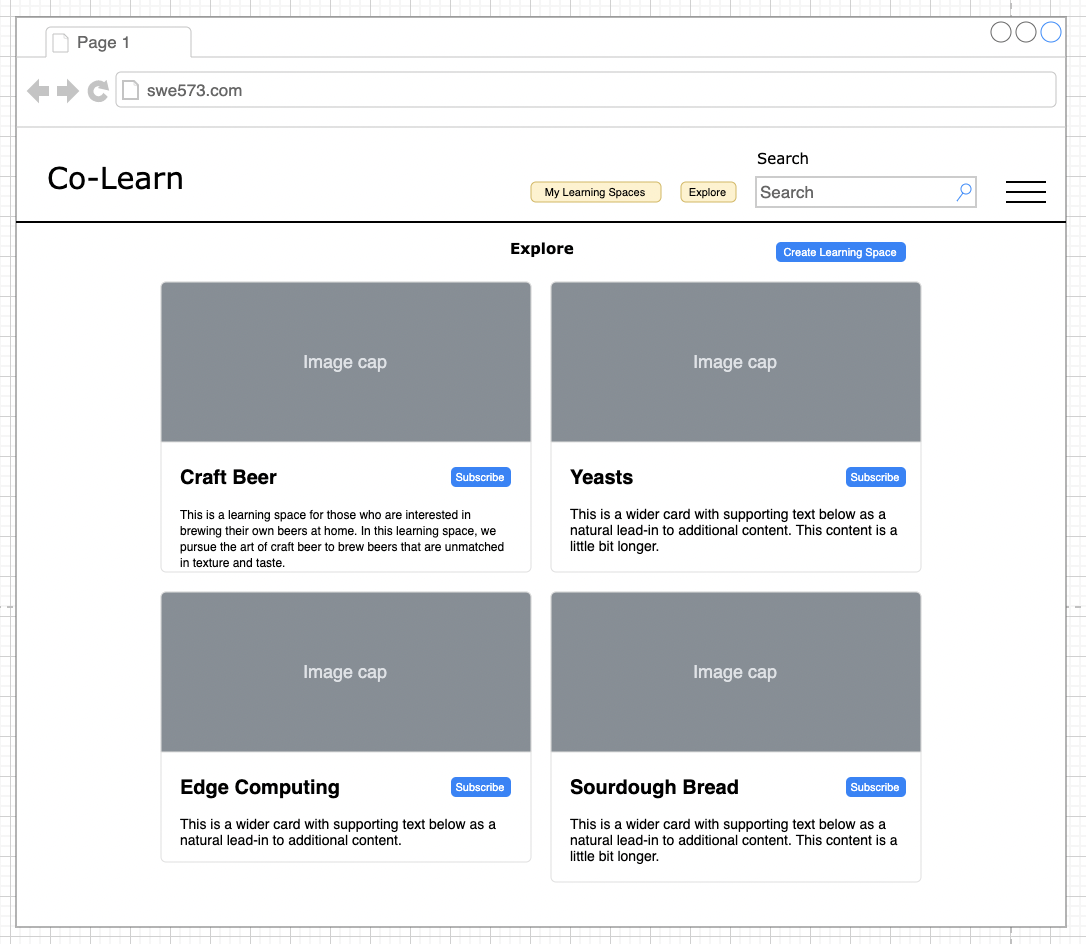 Page 1
swe573.com
Co-Learn
My Learning Spaces
Explore
Search
Search
Explore
Create Learning Space
Image cap
Image cap
Craft Beer
Subscribe
This is a learning space for those who are interested in
brewing their own beers at home. In this learning space, we
pursue the art of craft beer to brew beers that are unmatched
in texture and taste.
Yeasts
Subscribe
This is a wider card with supporting text below as a
natural lead-in to additional content. This content is a
little bit longer.
Image cap
Image cap
Edge Computing
Subscribe
This is a wider card with supporting text below as a
natural lead-in to additional content.
Sourdough Bread
Subscribe
This is a wider card with supporting text below as a
natural lead-in to additional content. This content is a
little bit longer.